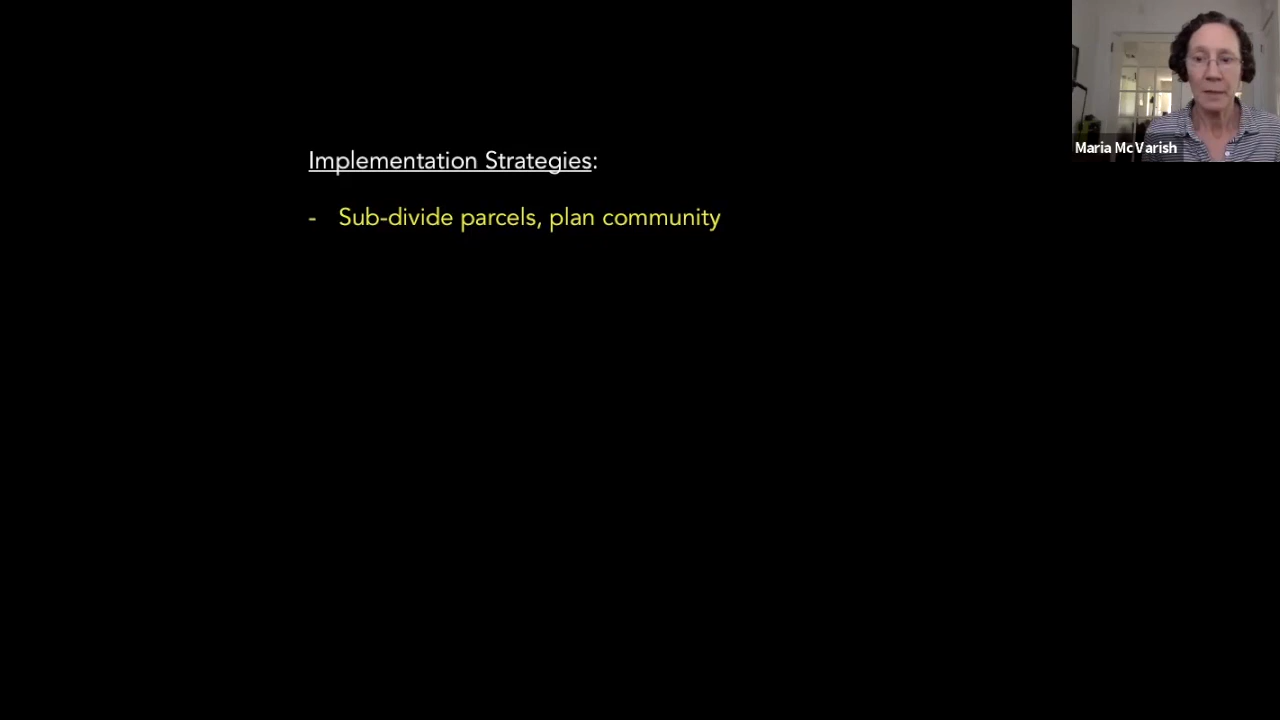 Implementation Strategies:
- Sub-divide parcels, plan community
Maria McVarish